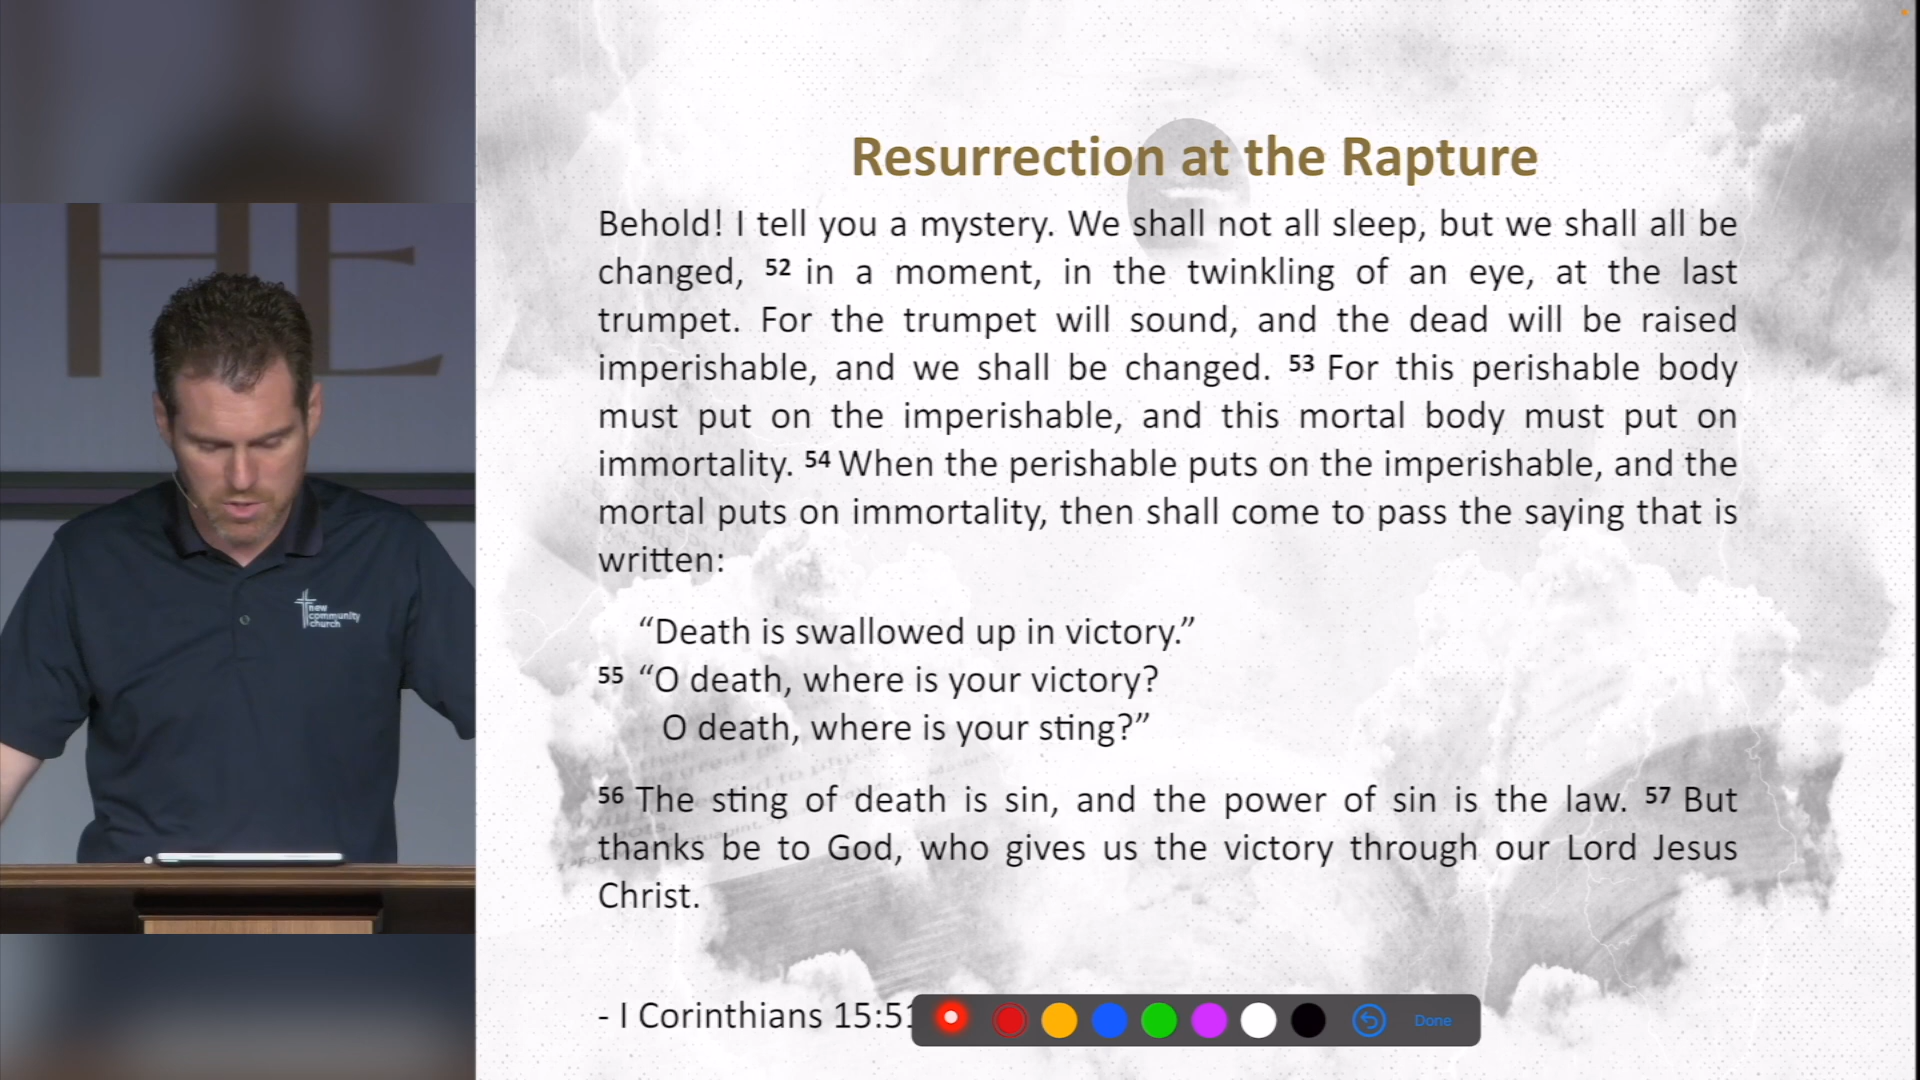 HE
new
community
church
Resurrection at the Rapture
Behold! I tell you a mystery. We shall not all sleep, but we shall all be
changed, 52 in a moment, in the twinkling of an eye, at the last
trumpet. For the trumpet will sound, and the dead will be raised
imperishable, and we shall be changed. 53 For this perishable body
must put on the imperishable, and this mortal body must put on
immortality. 54 When the perishable puts on the imperishable, and the
mortal puts on immortality, then shall come to pass the saying that is
written:
“Death is swallowed up in victory.”
55 “O death, where is your victory?
O death, where is your sting?”
56 The sting of death is sin, and the power of sin is the law. 57 But
thanks be to God, who gives us the victory through our Lord Jesus
Christ.
- I Corinthians 15:51
Done